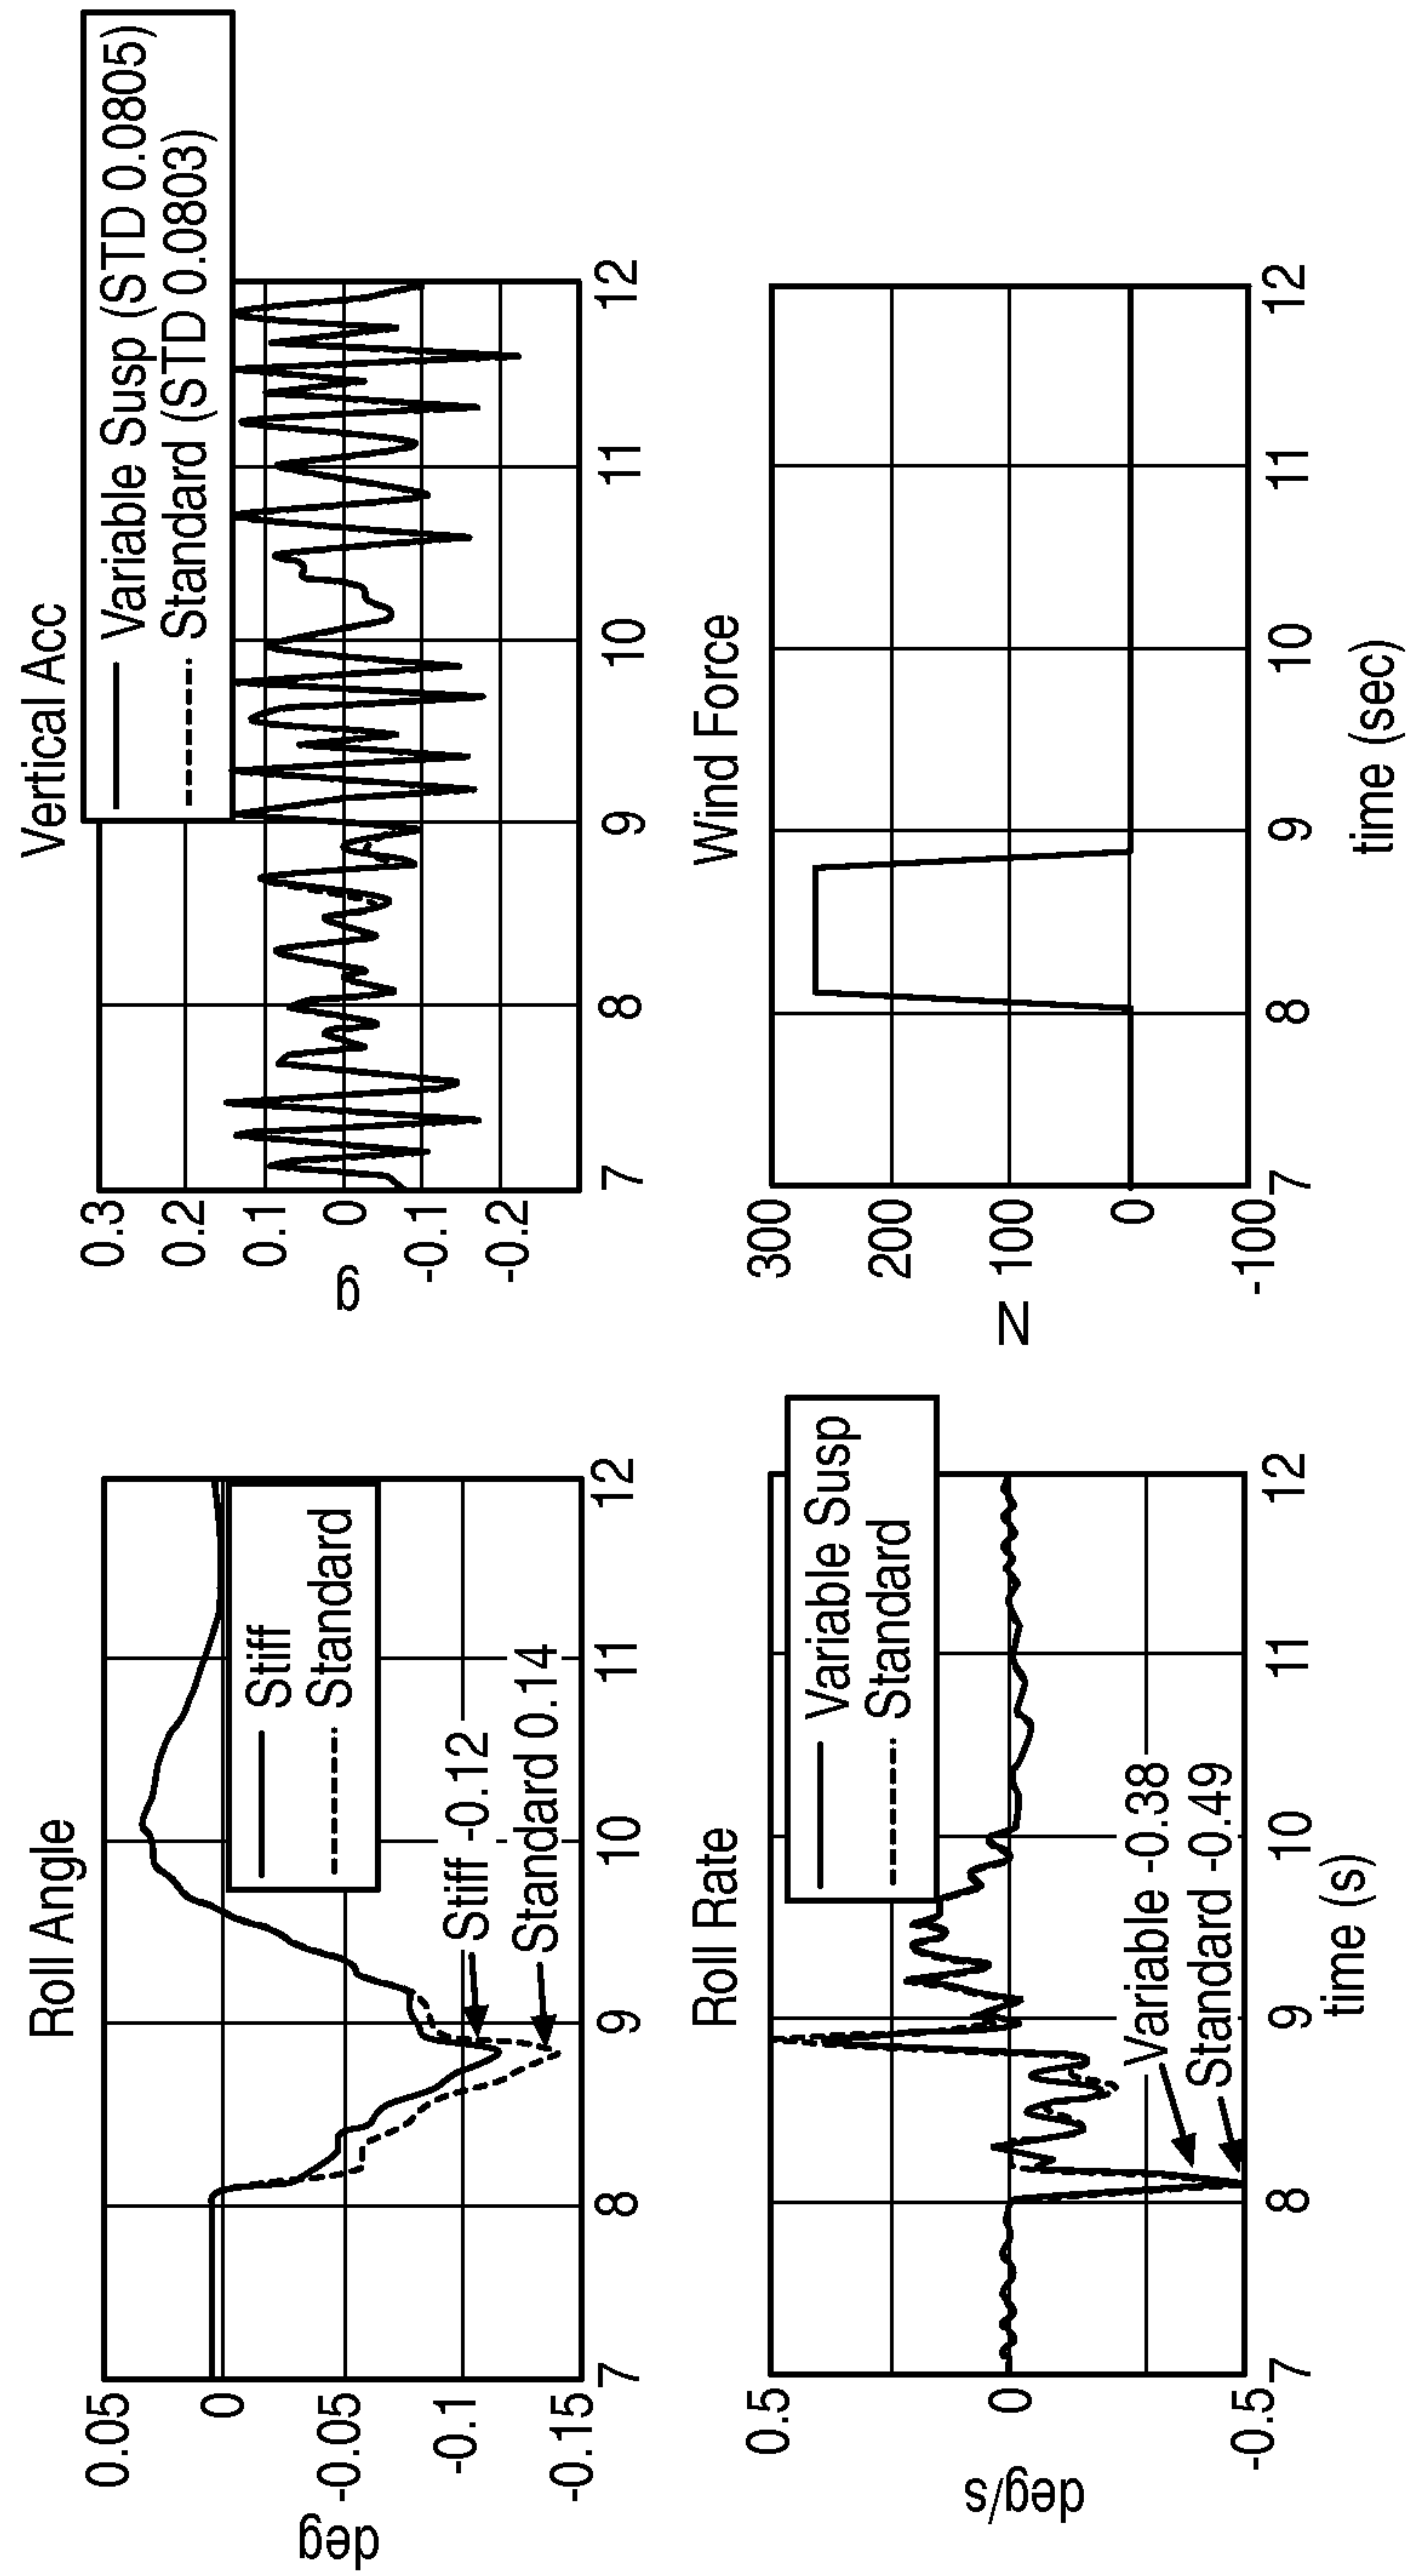 Roll Angle
deg
0.05
0
-0.05
-0.1
-0.15
Stiff
Standard
Stiff -0.12
Standard 0.14
7 8 9 10 11 12
Vertical Acc
g
0.3
0.2
0.1
0
-0.1
-0.2
Variable Susp (STD 0.0805)
Standard (STD 0.0803)
7 8 9 10 11 12
Roll Rate
deg/s
0.5
0
-0.5
Variable Susp
Standard
Variable -0.38
Standard -0.49
7 8 9 10 11 12
time (s)
Wind Force
N
300
200
100
0
-100
7 8 9 10 11 12
time (sec)